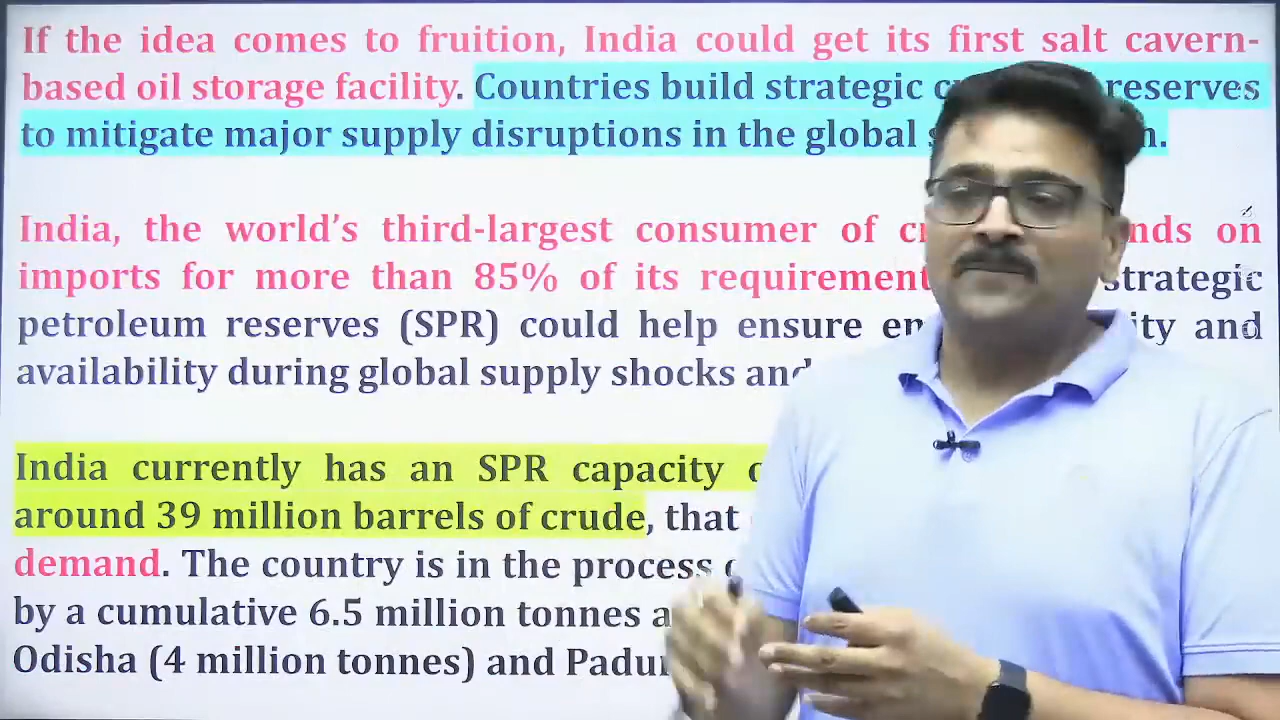 If the idea comes to fruition, India could get its first salt cavern-
based oil storage facility. Countries build strategic reserves
to mitigate major supply disruptions in the global
India, the world's third-largest consumer of on
imports for more than 85% of its requirement strategic
petroleum reserves (SPR) could help ensure and
availability during global supply shocks and
India currently has an SPR capacity
around 39 million barrels of crude, that
demand. The country is in the process
by a cumulative 6.5 million tonnes
Odisha (4 million tonnes) and